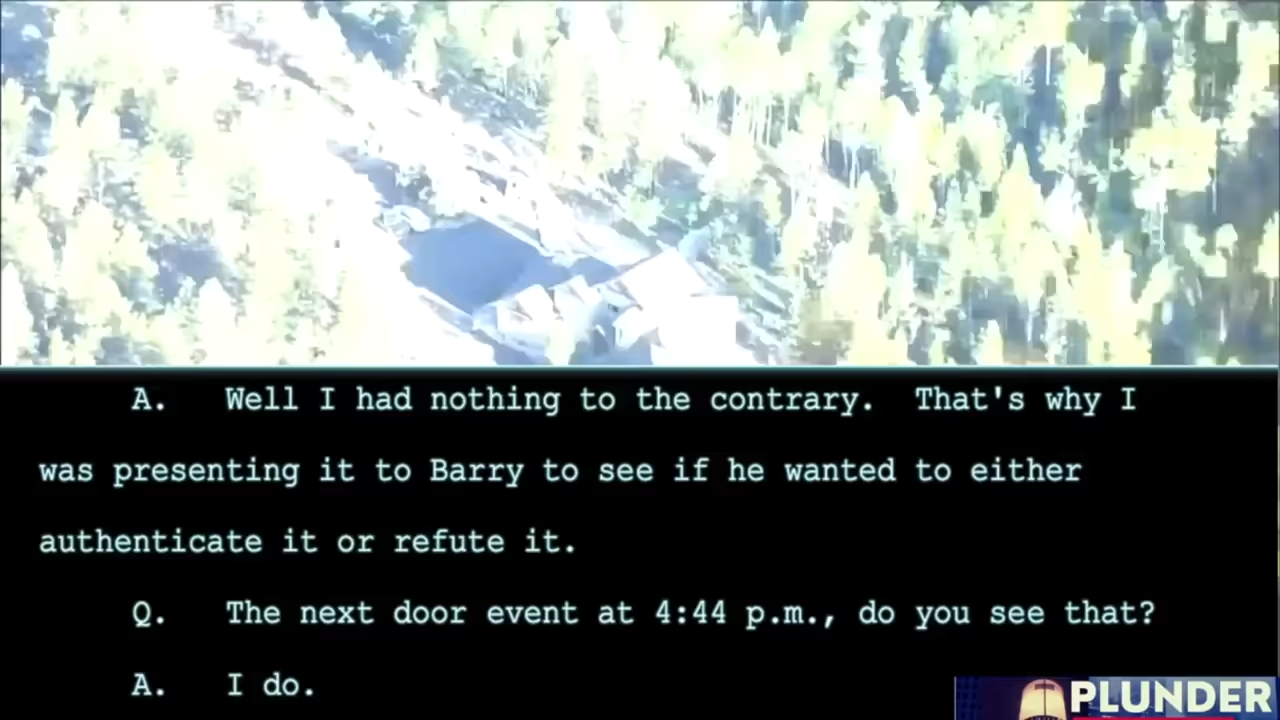 A. Well I had nothing to the contrary. That's why I
was presenting it to Barry to see if he wanted to either
authenticate it or refute it.
Q. The next door event at 4:44 p.m., do you see that?
A. I do.
PLUNDER